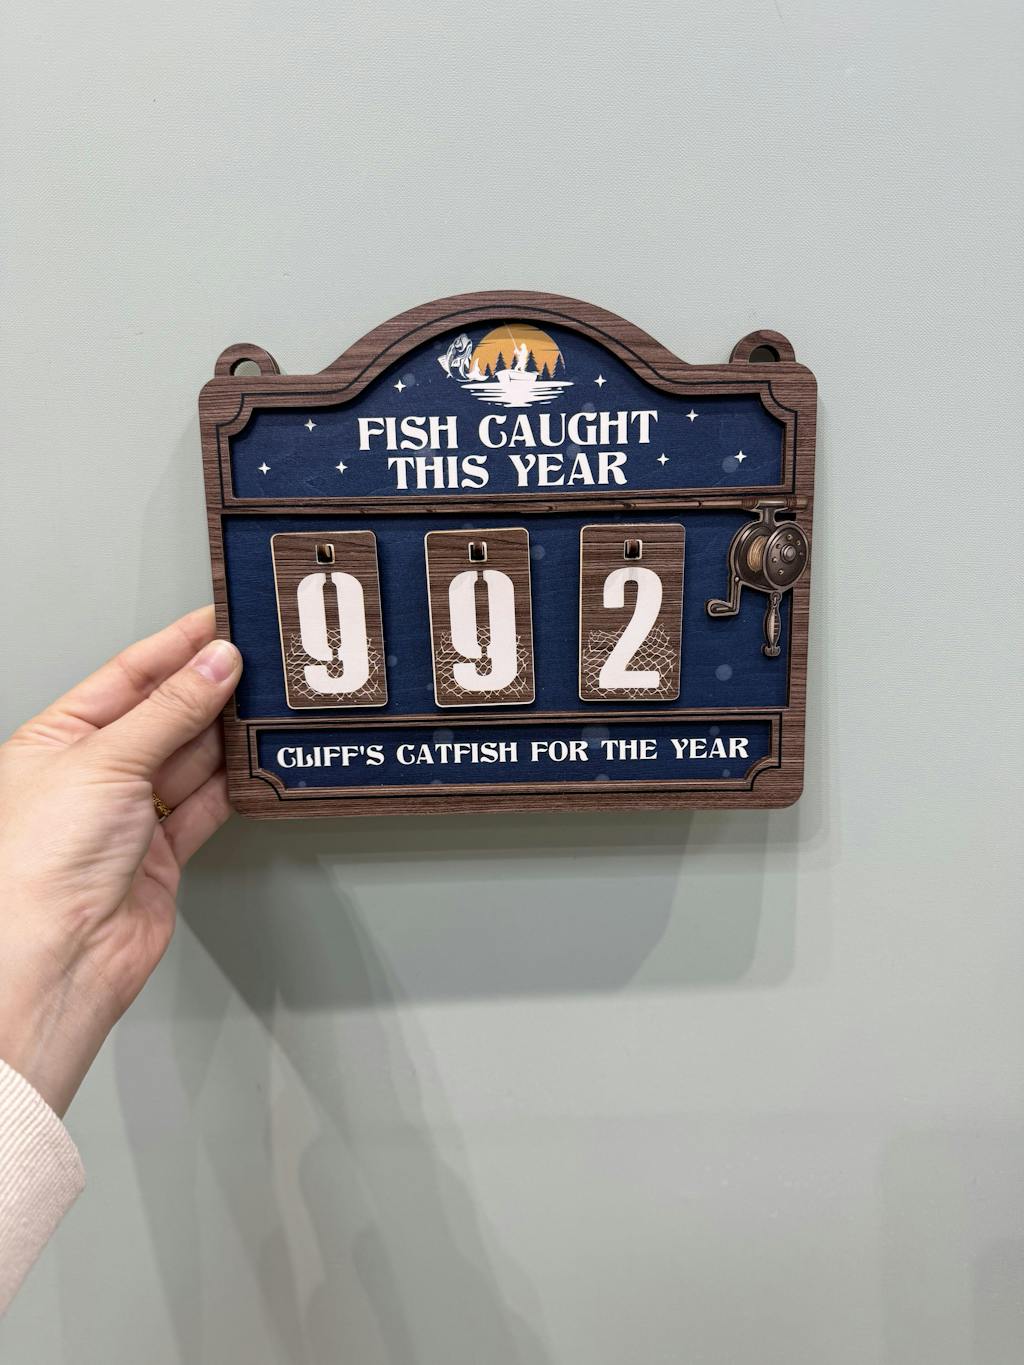 FISH CAUGHT
THIS YEAR
992
CLIFF'S CATFISH FOR THE YEAR